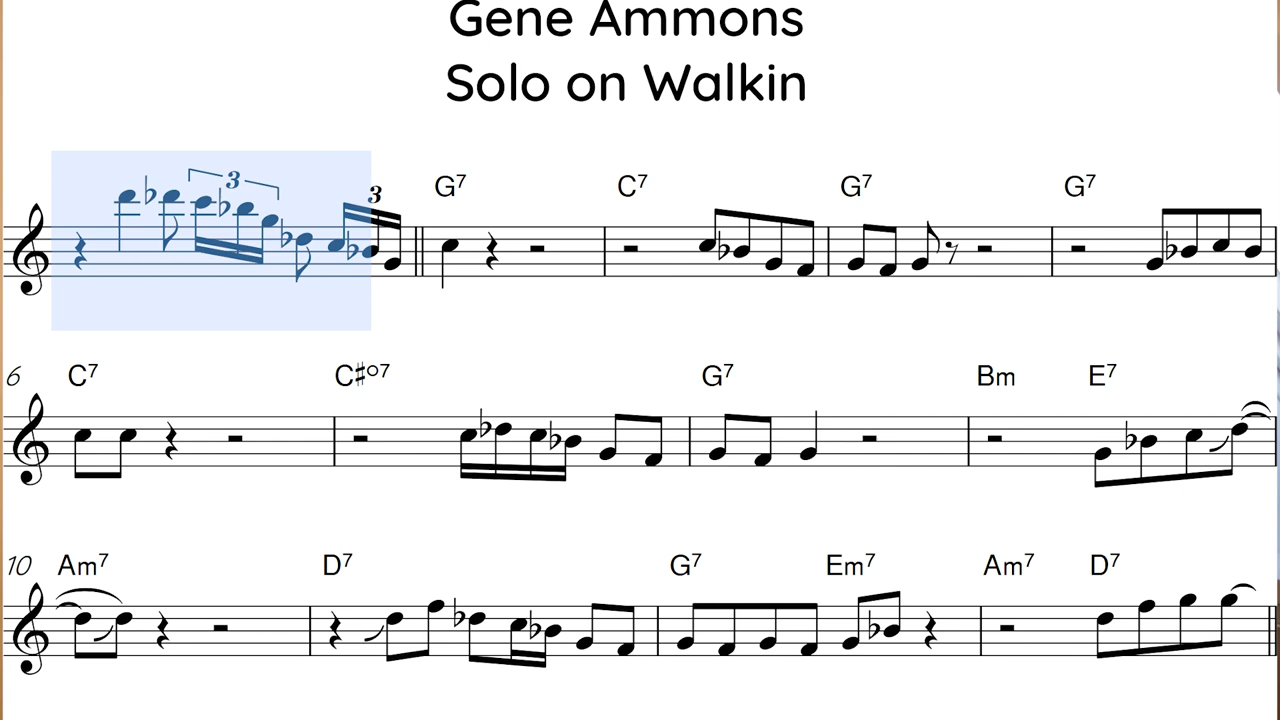 Gene Ammons
Solo on Walkin
3 3 G7 C7 G7 G7
6 C7 C♯o7 G7 Bm E7
10 Am7 D7 G7 Em7 Am7 D7